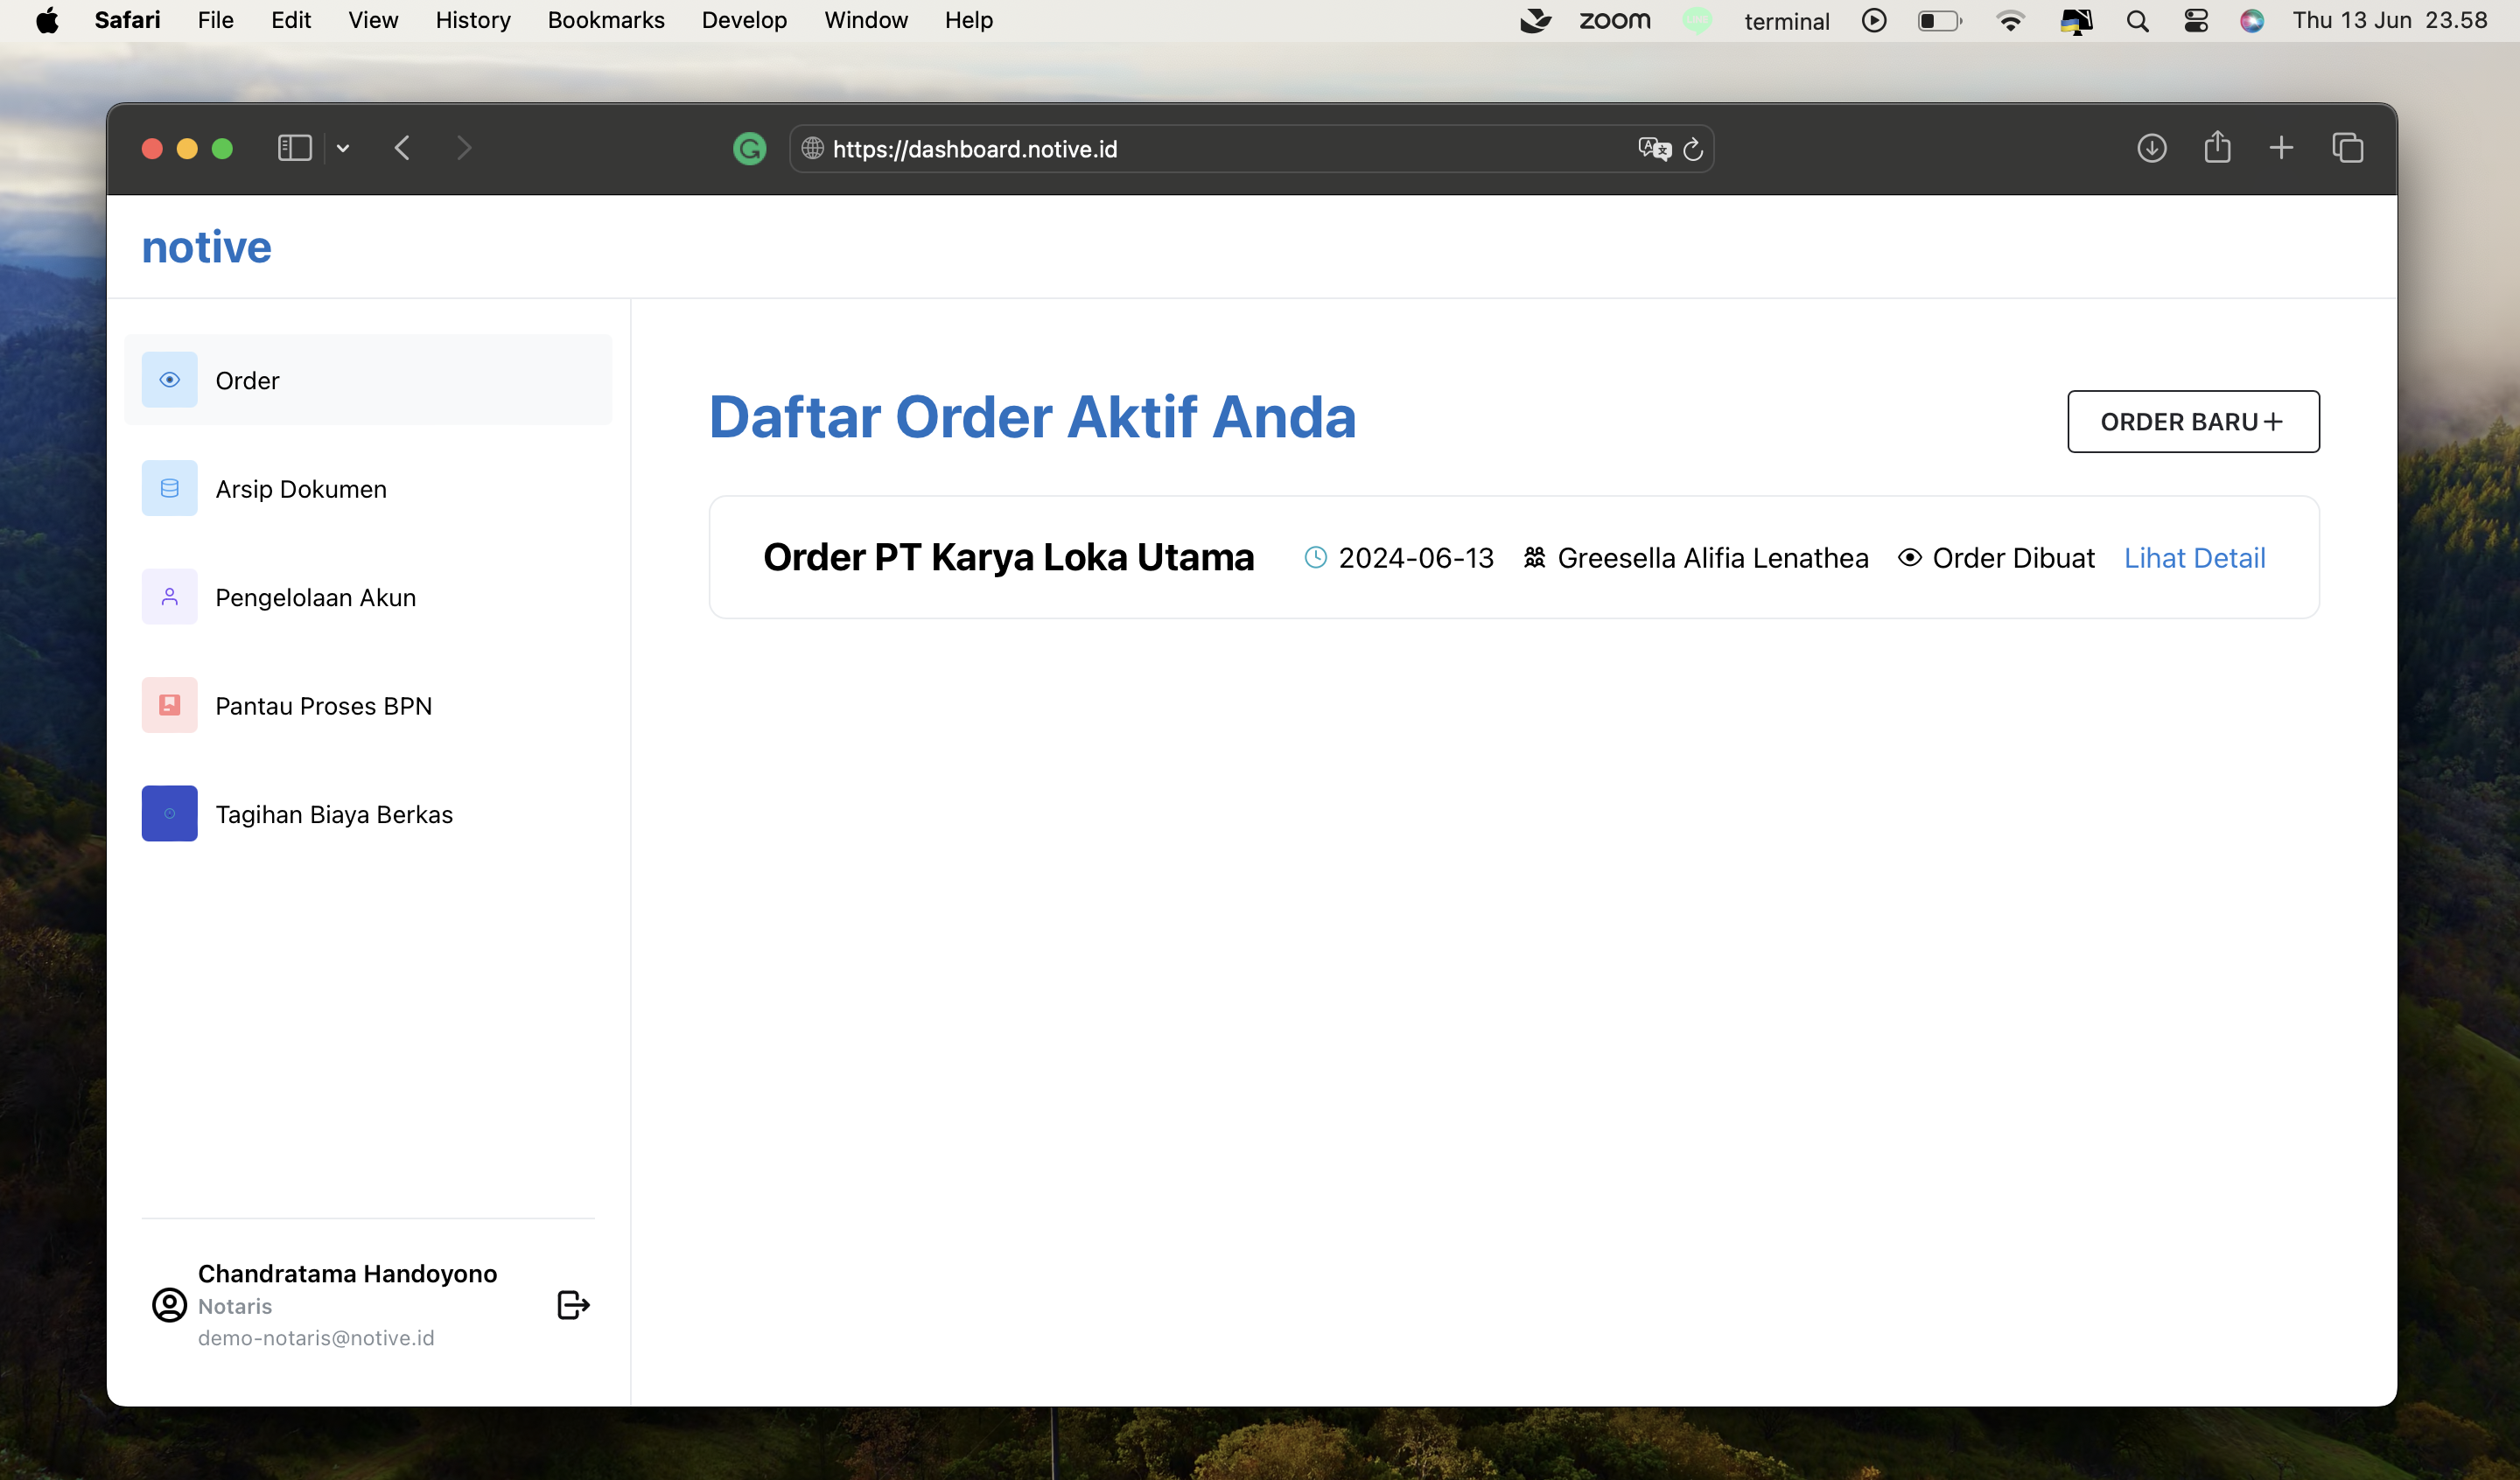 Safari File Edit View History Bookmarks Develop Window Help zoom terminal Thu 13 Jun 23.58
https://dashboard.notive.id
notive
Order
Arsip Dokumen
Pengelolaan Akun
Pantau Proses BPN
Tagihan Biaya Berkas
Chandratama Handoyono
Notaris
demo-notaris@notive.id
Daftar Order Aktif Anda
ORDER BARU+
Order PT Karya Loka Utama 2024-06-13 Greesella Alifia Lenathea Order Dibuat Lihat Detail